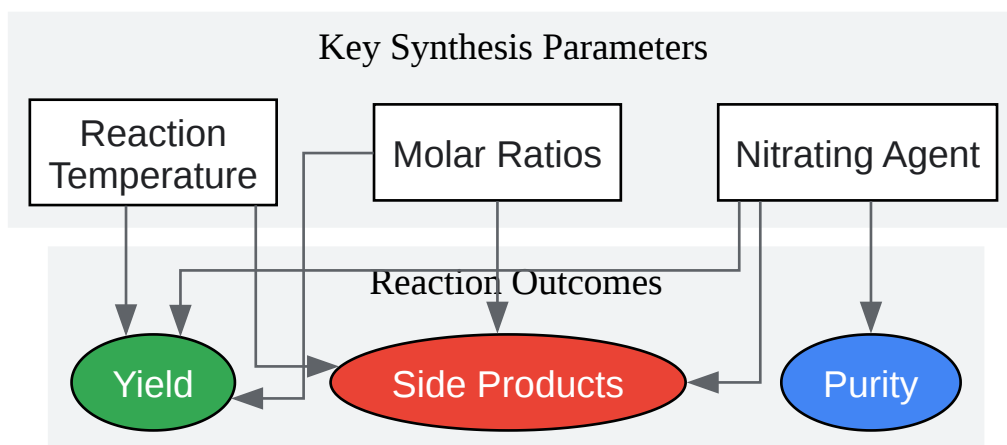 Key Synthesis Parameters
Reaction
Temperature
Molar Ratios
Nitrating Agent
Reaction Outcomes
Yield
Side Products
Purity